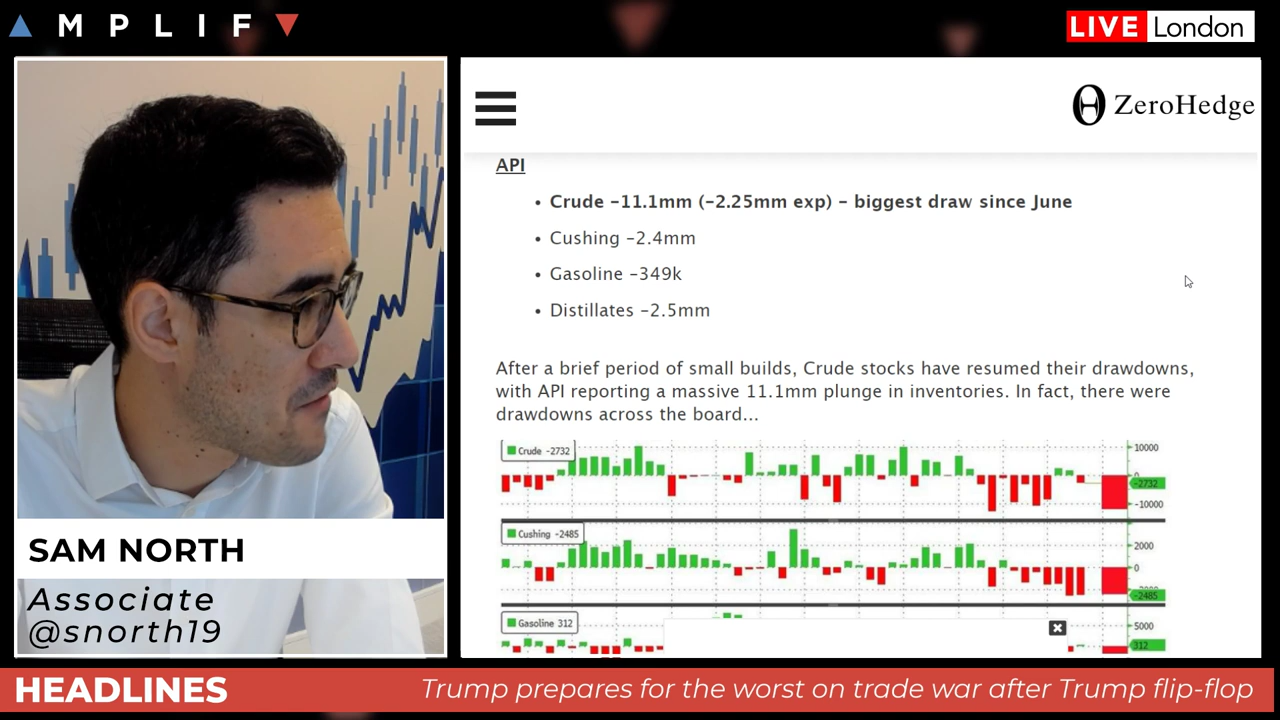 AMPLIFY
LIVE London
ZeroHedge
API
• Crude -11.1mm (-2.25mm exp) - biggest draw since June
• Cushing -2.4mm
• Gasoline -349k
• Distillates -2.5mm
After a brief period of small builds, Crude stocks have resumed their drawdowns,
with API reporting a massive 11.1mm plunge in inventories. In fact, there were
drawdowns across the board...
Crude -2732
10000
0
-2732
-10000
Cushing -2485
2000
0
-2485
Gasoline 312
5000
312
SAM NORTH
Associate
@snorth19
HEADLINES
Trump prepares for the worst on trade war after Trump flip-flop